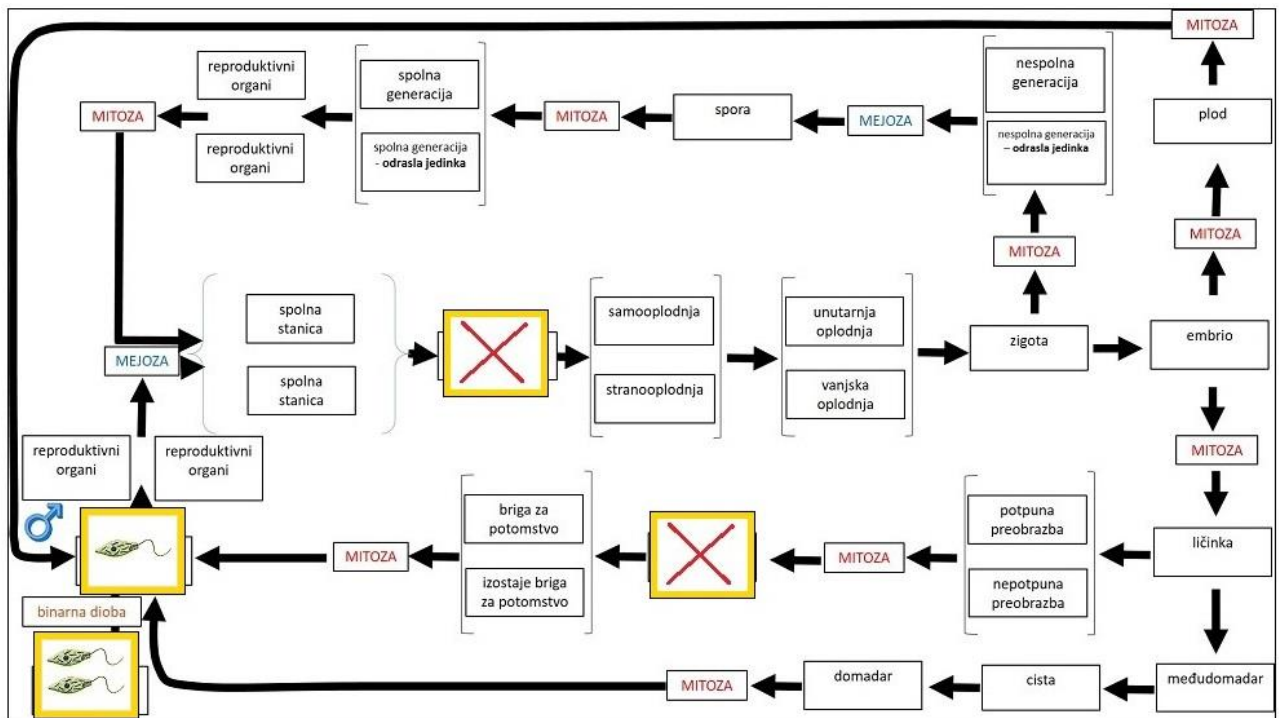 MITOZA
reproduktivni
organi
spolna
generacija
nespolna
generacija
MITOZA
MITOZA
spora
MEJOZA
plod
reproduktivni
organi
spolna generacija
- odrasla jedinka
nespolna generacija
– odrasla jedinka
MITOZA
MITOZA
spolna
stanica
samooplodnja
unutarnja
oplodnja
zigota
embrio
MEJOZA
spolna
stanica
stranooplodnja
vanjska
oplodnja
MITOZA
reproduktivni
organi
reproduktivni
organi
briga za
potomstvo
potpuna
preobrazba
MITOZA
MITOZA
ličinka
izostaje briga
za potomstvo
nepotpuna
preobrazba
binarna dioba
MITOZA
domadar
cista
međudomadar